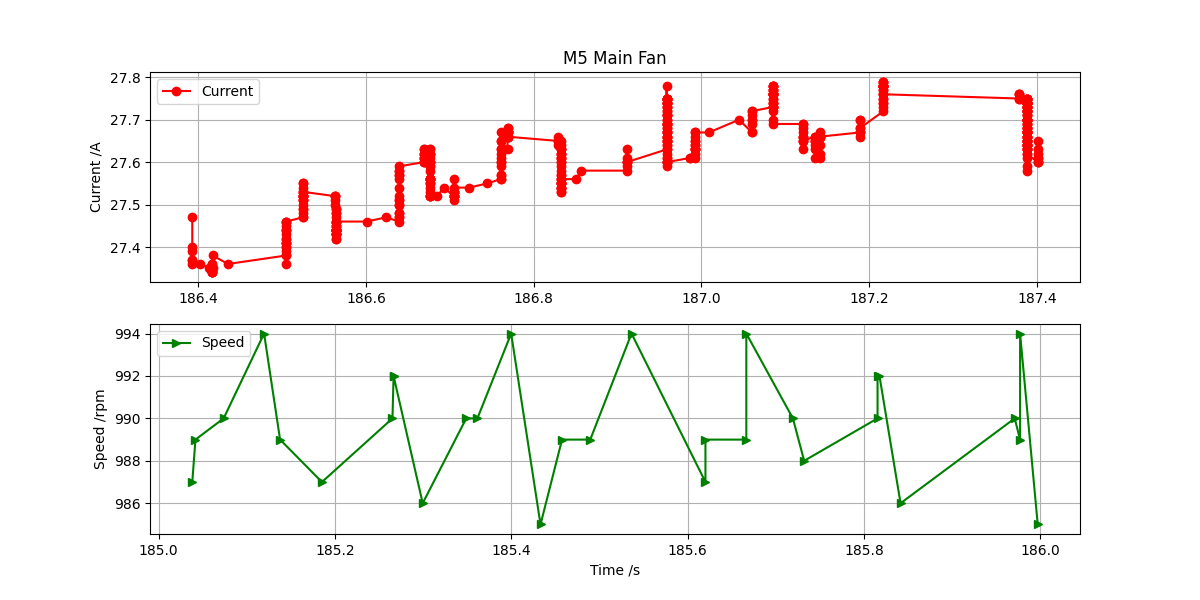 M5 Main Fan
27.8
27.7
27.6
27.5
27.4
Current /A
Current
186.4 186.6 186.8 187.0 187.2 187.4
994
992
990
988
986
Speed /rpm
Speed
185.0 185.2 185.4 185.6 185.8 186.0
Time /s